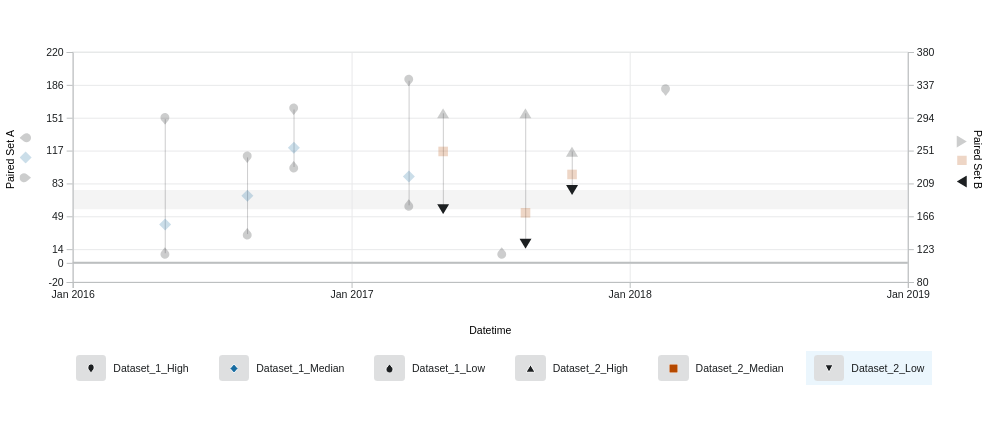 220
186
151
117
83
49
14
0
-20
380
337
294
251
209
166
123
80
Paired Set A
Paired Set B
Jan 2016
Jan 2017
Jan 2018
Jan 2019
Datetime
Dataset_1_High
Dataset_1_Median
Dataset_1_Low
Dataset_2_High
Dataset_2_Median
Dataset_2_Low